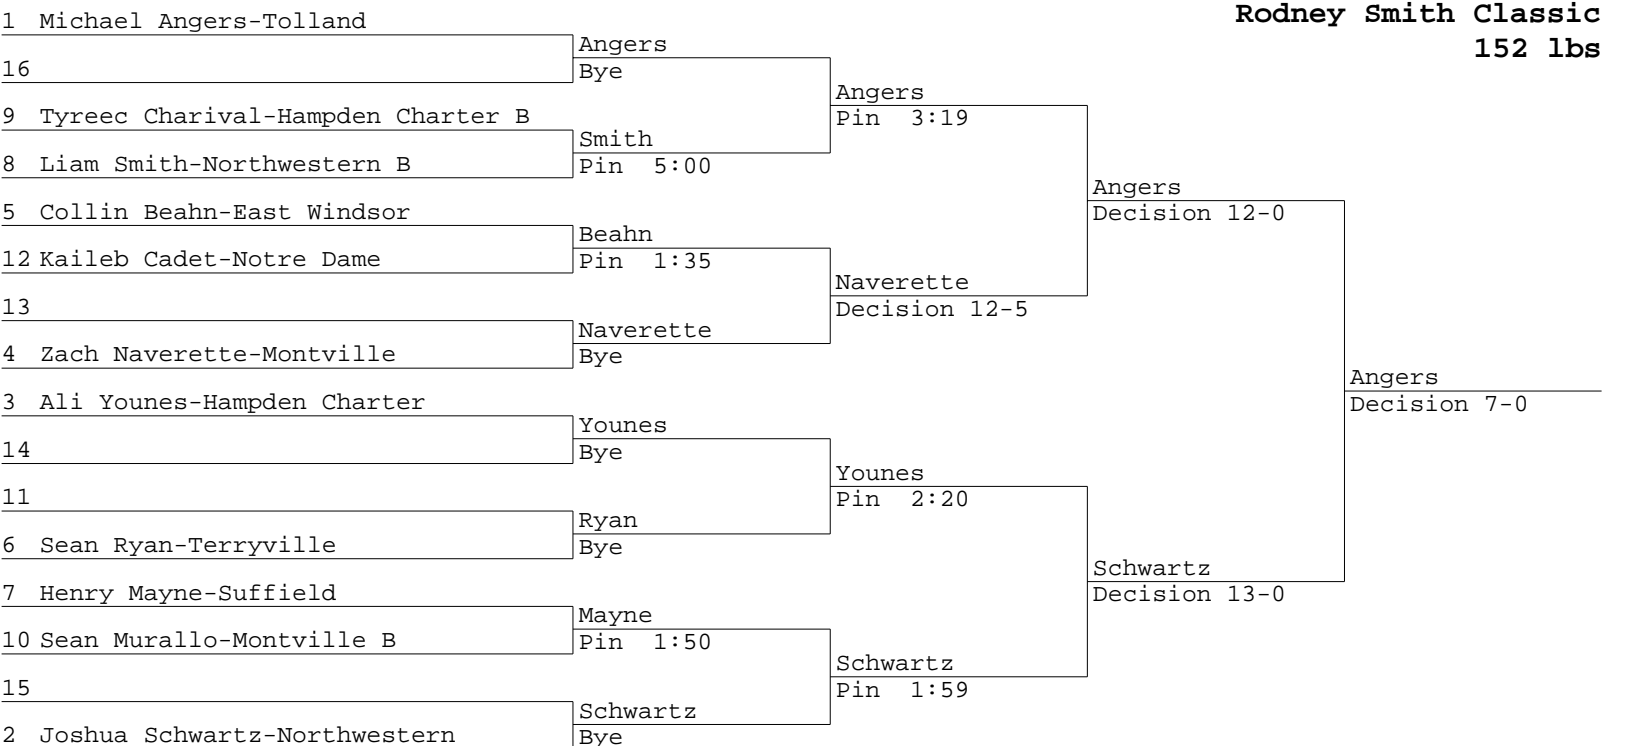 Rodney Smith Classic
152 lbs
1 Michael Angers-Tolland
16
9 Tyreec Charival-Hampden Charter B
8 Liam Smith-Northwestern B
5 Collin Beahn-East Windsor
12 Kaileb Cadet-Notre Dame
13
4 Zach Naverette-Montville
3 Ali Younes-Hampden Charter
14
11
6 Sean Ryan-Terryville
7 Henry Mayne-Suffield
10 Sean Murallo-Montville B
15
2 Joshua Schwartz-Northwestern
Angers
Bye
Smith
Pin 5:00
Beahn
Pin 1:35
Naverette
Bye
Younes
Bye
Ryan
Bye
Mayne
Pin 1:50
Schwartz
Bye
Angers
Pin 3:19
Naverette
Decision 12-5
Younes
Pin 2:20
Schwartz
Pin 1:59
Angers
Decision 12-0
Schwartz
Decision 13-0
Angers
Decision 7-0